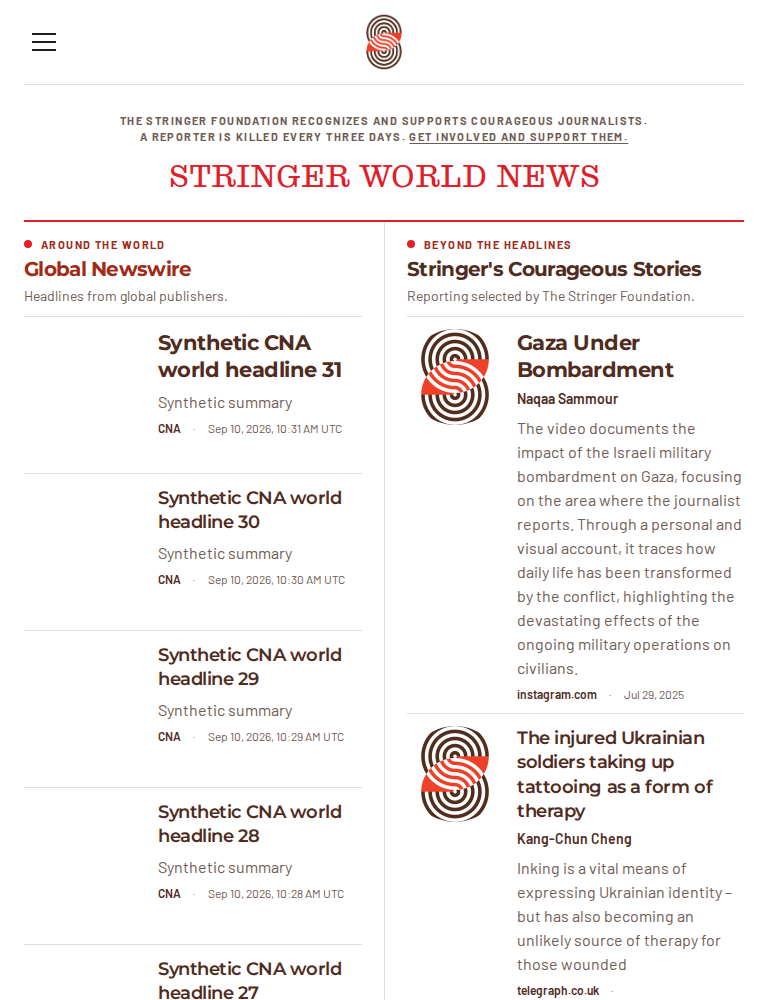 THE STRINGER FOUNDATION RECOGNIZES AND SUPPORTS COURAGEOUS JOURNALISTS.
A REPORTER IS KILLED EVERY THREE DAYS. GET INVOLVED AND SUPPORT THEM.
STRINGER WORLD NEWS
AROUND THE WORLD
Global Newswire
Headlines from global publishers.
Synthetic CNA
world headline 31
Synthetic summary
CNA · Sep 10, 2026, 10:31 AM UTC
Synthetic CNA world
headline 30
Synthetic summary
CNA · Sep 10, 2026, 10:30 AM UTC
Synthetic CNA world
headline 29
Synthetic summary
CNA · Sep 10, 2026, 10:29 AM UTC
Synthetic CNA world
headline 28
Synthetic summary
CNA · Sep 10, 2026, 10:28 AM UTC
Synthetic CNA world
headline 27
BEYOND THE HEADLINES
Stringer's Courageous Stories
Reporting selected by The Stringer Foundation.
Gaza Under
Bombardment
Naqaa Sammour
The video documents the
impact of the Israeli military
bombardment on Gaza, focusing
on the area where the journalist
reports. Through a personal and
visual account, it traces how
daily life has been transformed
by the conflict, highlighting the
devastating effects of the
ongoing military operations on
civilians.
instagram.com · Jul 29, 2025
The injured Ukrainian
soldiers taking up
tattooing as a form of
therapy
Kang-Chun Cheng
Inking is a vital means of
expressing Ukrainian identity –
but has also becoming an
unlikely source of therapy for
those wounded
telegraph.co.uk ·